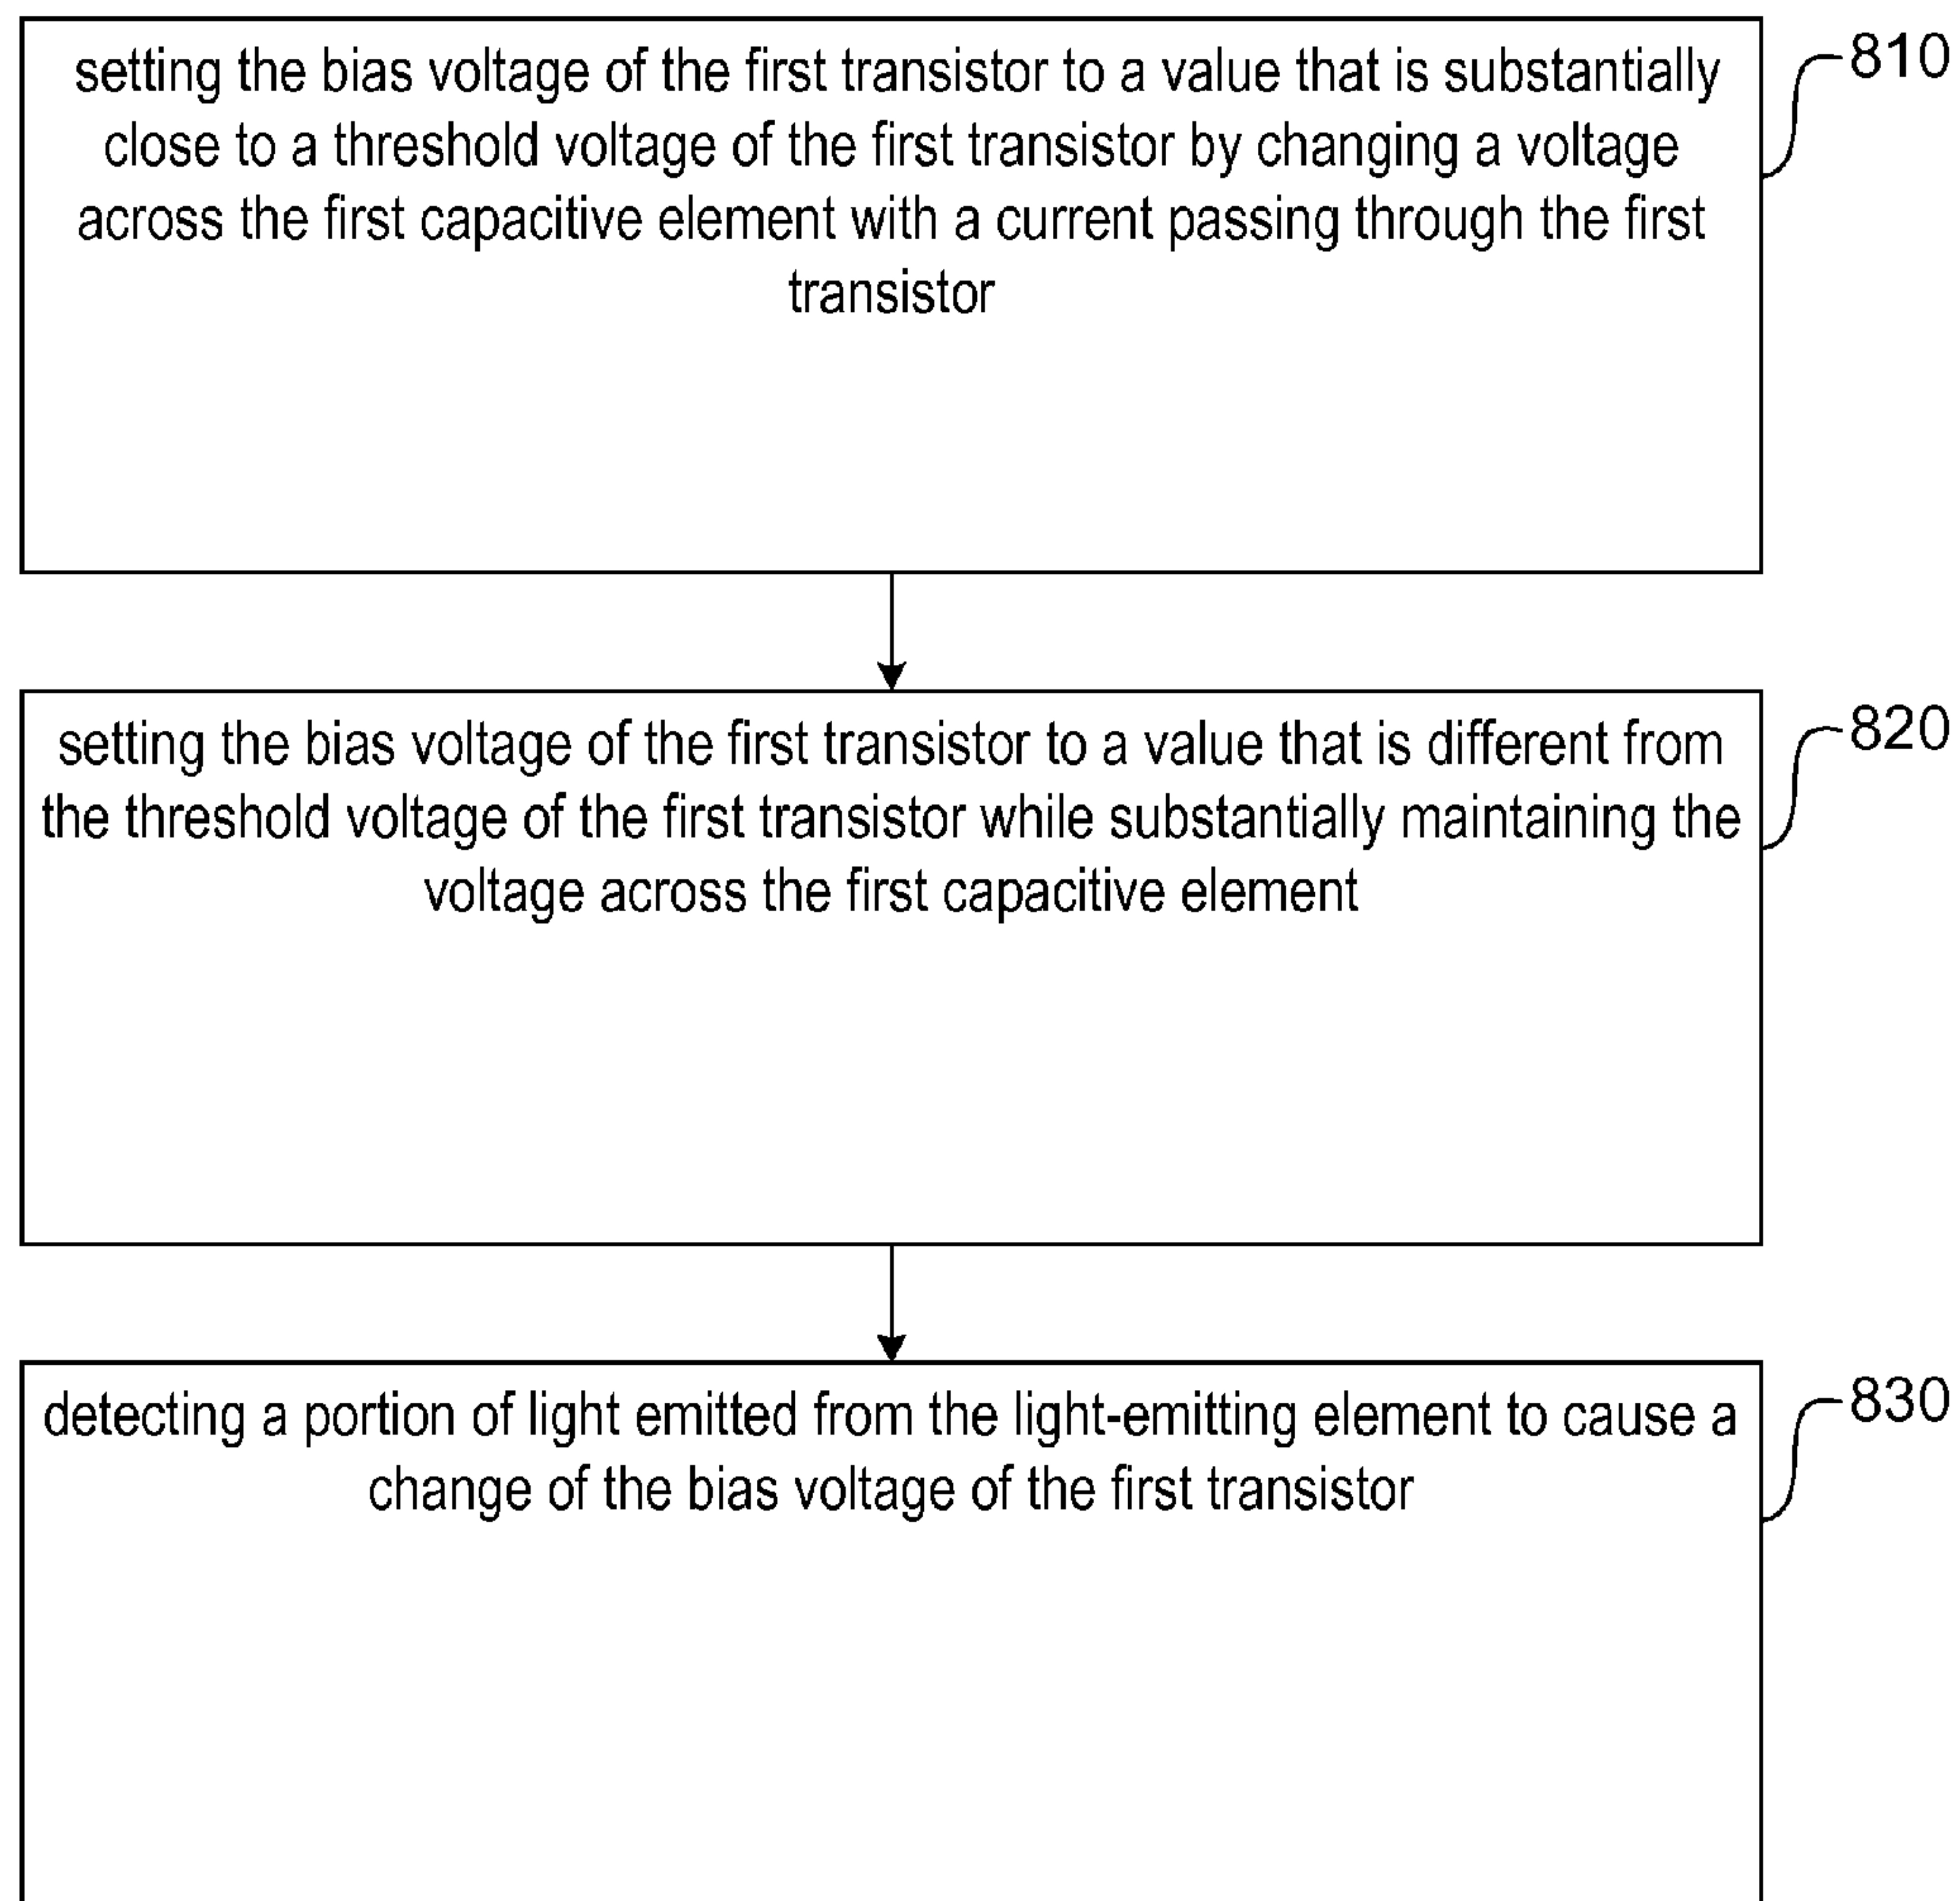 setting the bias voltage of the first transistor to a value that is substantially
close to a threshold voltage of the first transistor by changing a voltage
across the first capacitive element with a current passing through the first
transistor
810
setting the bias voltage of the first transistor to a value that is different from
the threshold voltage of the first transistor while substantially maintaining the
voltage across the first capacitive element
820
detecting a portion of light emitted from the light-emitting element to cause a
change of the bias voltage of the first transistor
830